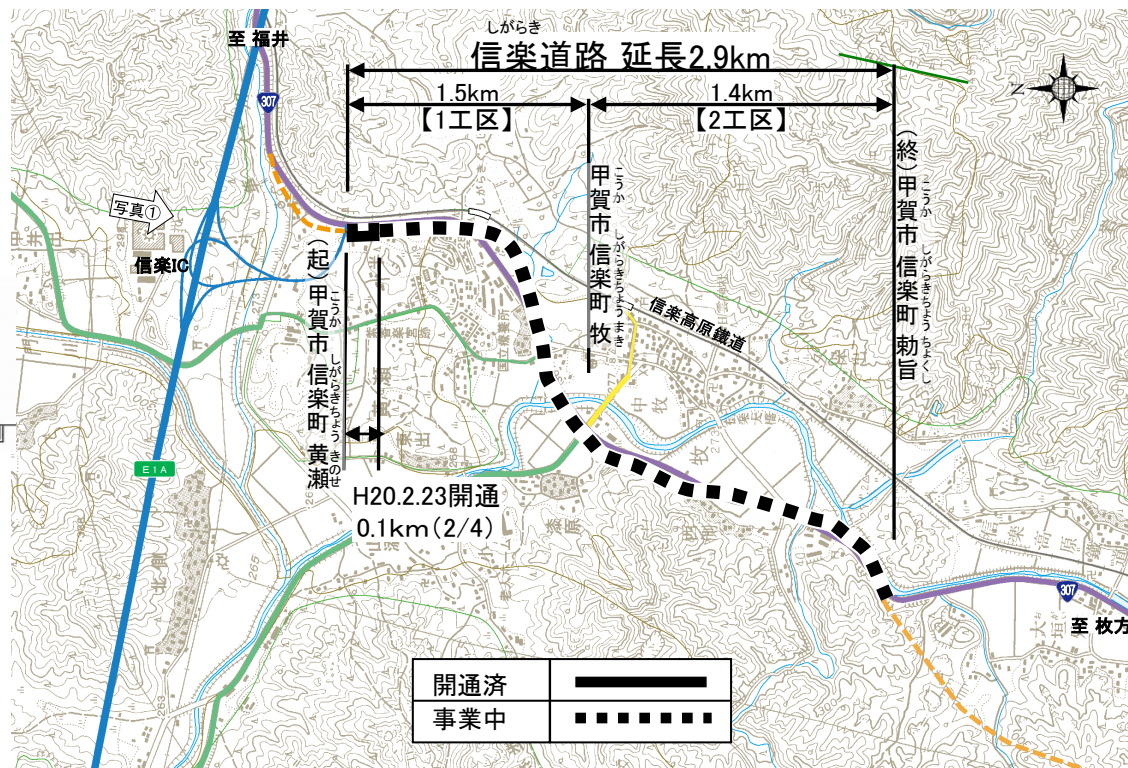 至 福井
しがらき
信楽道路 延長2.9km
1.5km
1.4km
【1工区】
【2工区】
N
307
写真①
信楽IC
E1A
こうか しがらきちょう きのせ
(起)甲賀市 信楽町 黄瀬
こうか しがらきちょう まき
甲賀市 信楽町 牧
こうか しがらきちょう ちょくし
(終)甲賀市 信楽町 勅旨
信楽高原鐵道
H20.2.23開通
0.1km(2/4)
中牧
牧
東出
307
至 枚方
開通済
事業中